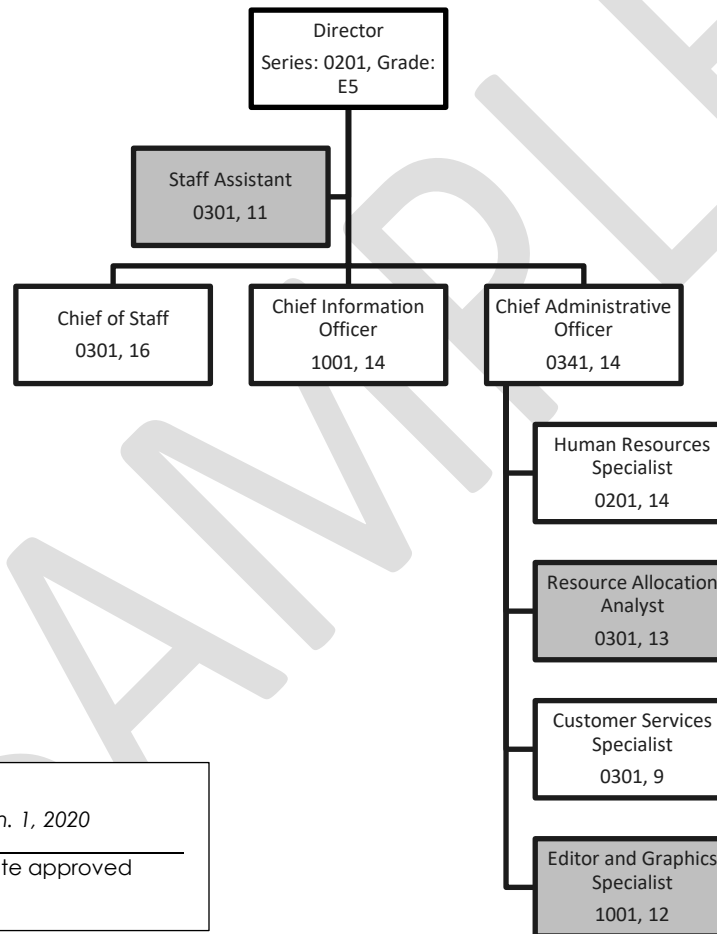 Director
Series: 0201, Grade:
E5
Staff Assistant
0301, 11
Chief of Staff
0301, 16
Chief Information
Officer
1001, 14
Chief Administrative
Officer
0341, 14
Human Resources
Specialist
0201, 14
Resource Allocation
Analyst
0301, 13
Customer Services
Specialist
0301, 9
Editor and Graphics
Specialist
1001, 12
1, 2020
approved